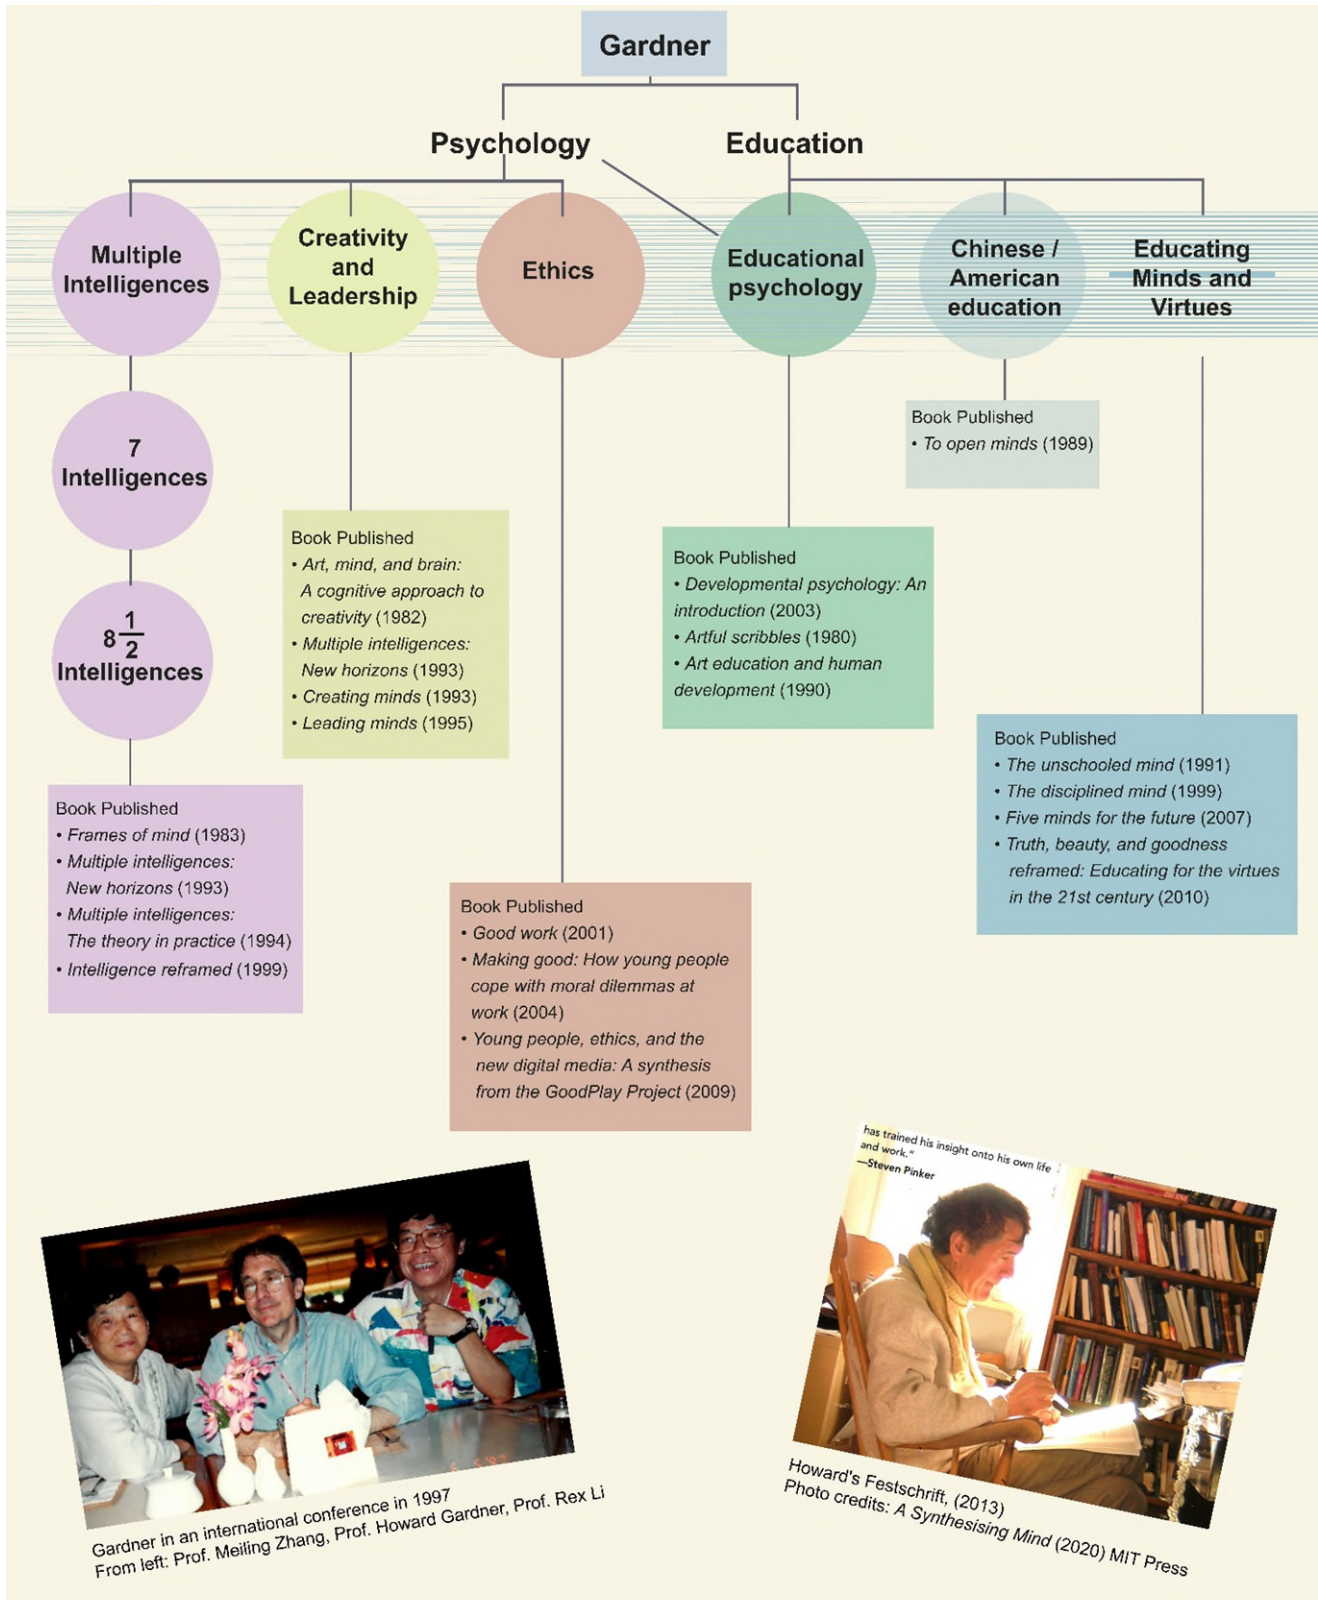 Gardner
Psychology
Education
Multiple
Intelligences
Creativity
and
Leadership
Ethics
Educational
psychology
Chinese /
American
education
Educating
Minds and
Virtues
7
Intelligences
8 1/2
Intelligences
Book Published
• Frames of mind (1983)
• Multiple intelligences:
New horizons (1993)
• Multiple intelligences:
The theory in practice (1994)
• Intelligence reframed (1999)
Book Published
• Art, mind, and brain:
A cognitive approach to
creativity (1982)
• Multiple intelligences:
New horizons (1993)
• Creating minds (1993)
• Leading minds (1995)
Book Published
• Good work (2001)
• Making good: How young people
cope with moral dilemmas at
work (2004)
• Young people, ethics, and the
new digital media: A synthesis
from the GoodPlay Project (2009)
Book Published
• Developmental psychology: An
introduction (2003)
• Artful scribbles (1980)
• Art education and human
development (1990)
Book Published
• To open minds (1989)
Book Published
• The unschooled mind (1991)
• The disciplined mind (1999)
• Five minds for the future (2007)
• Truth, beauty, and goodness
reframed: Educating for the virtues
in the 21st century (2010)
Gardner in an international conference in 1997
From left: Prof. Meiling Zhang, Prof. Howard Gardner, Prof. Rex Li
has trained his insight onto his own life
and work."
—Steven Pinker
Howard's Festschrift, (2013)
Photo credits: A Synthesising Mind (2020) MIT Press